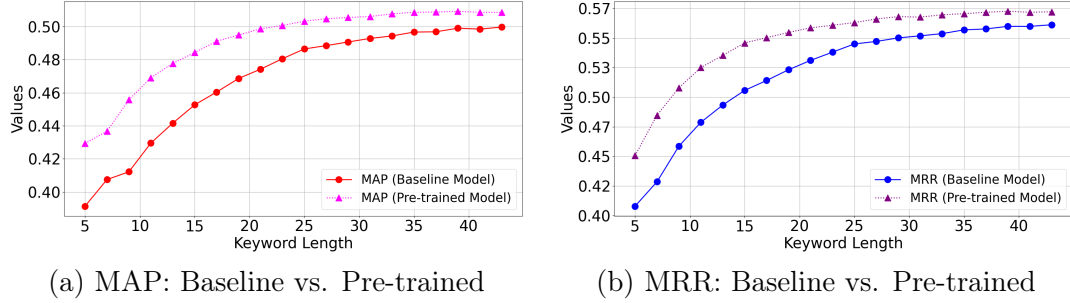 0.50
0.48
0.46
0.44
0.42
0.40
Values
5 10 15 20 25 30 35 40
Keyword Length
MAP (Baseline Model)
MAP (Pre-trained Model)
(a) MAP: Baseline vs. Pre-trained
0.57
0.55
0.53
0.50
0.47
0.45
0.42
0.40
Values
5 10 15 20 25 30 35 40
Keyword Length
MRR (Baseline Model)
MRR (Pre-trained Model)
(b) MRR: Baseline vs. Pre-trained